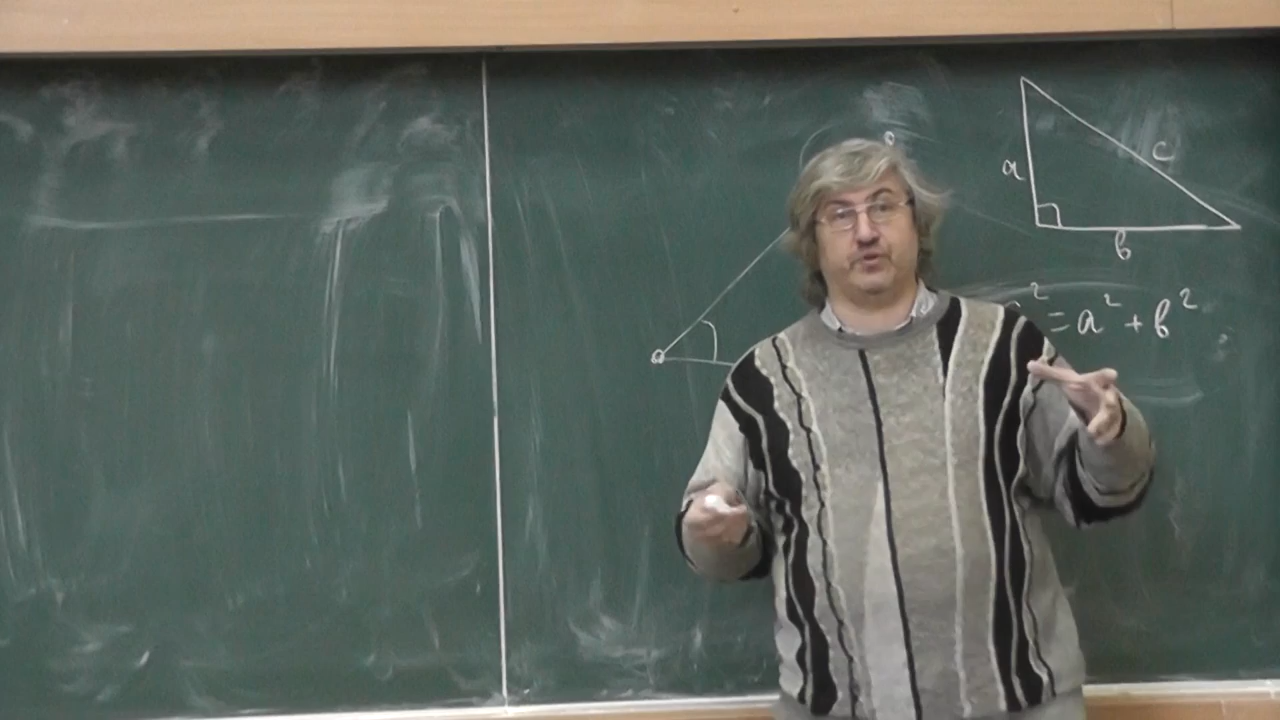 a
c
b
² = a² + b²